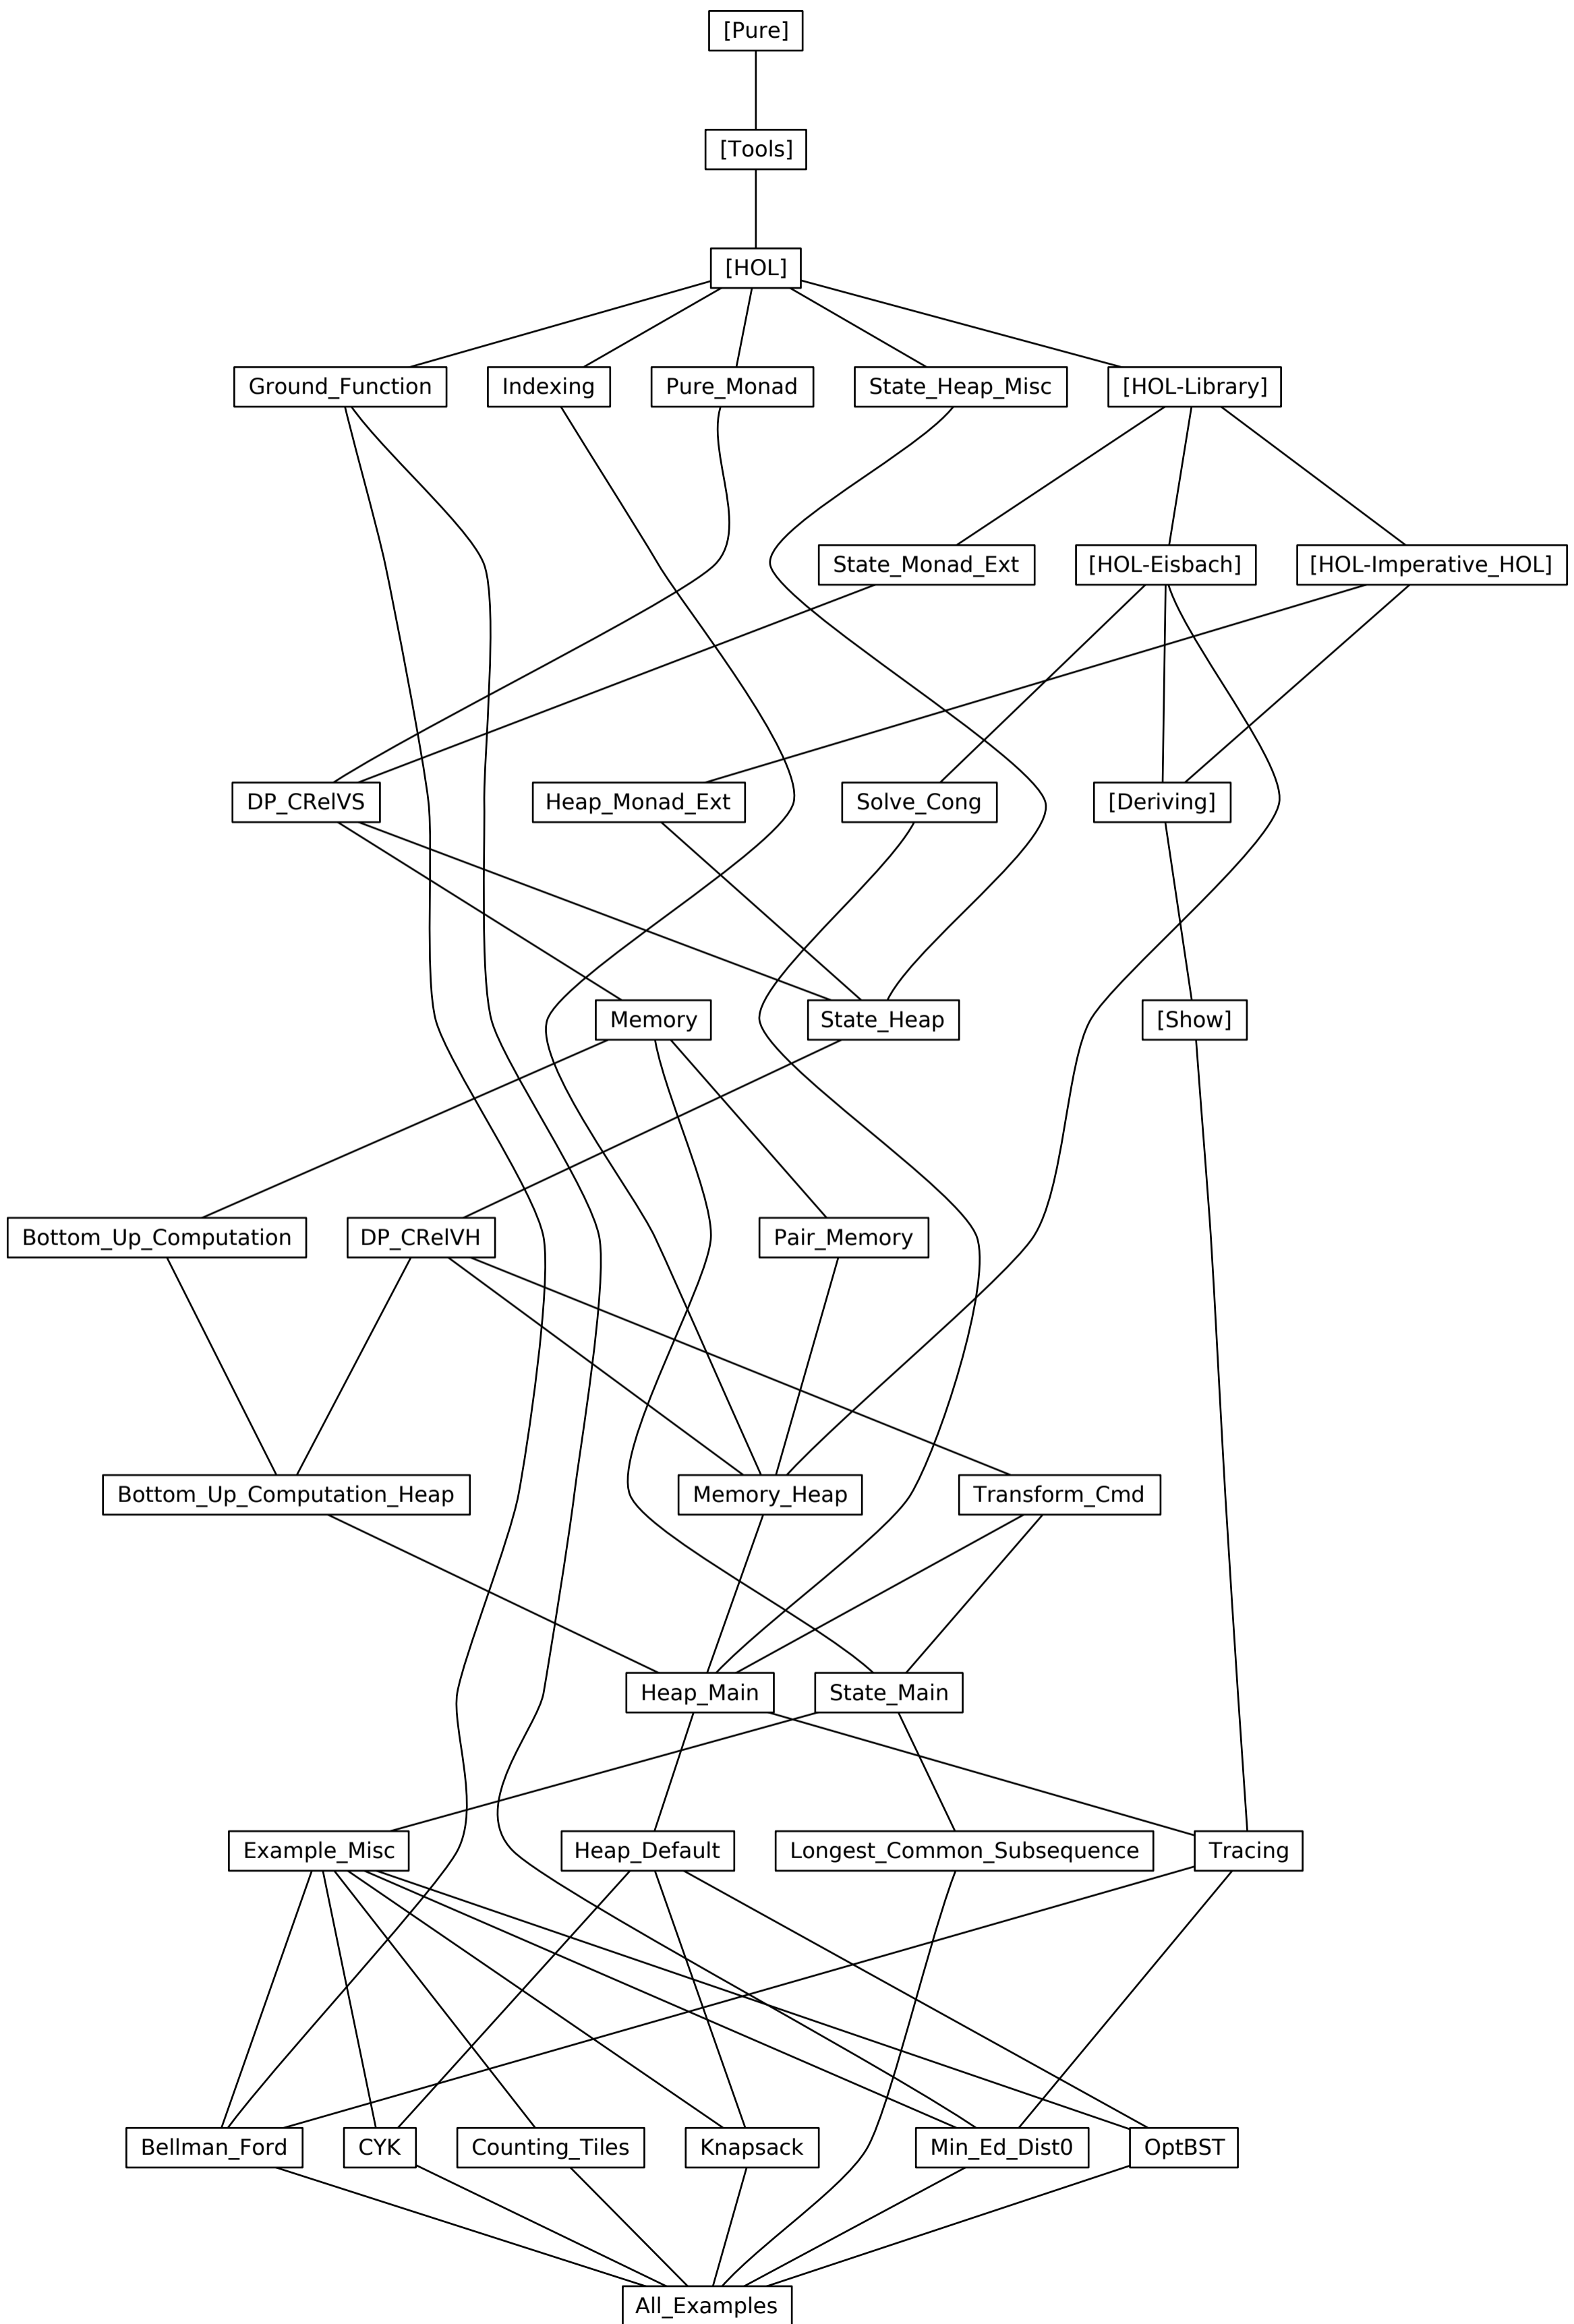 [Pure]
[Tools]
[HOL]
Ground_Function
Indexing
Pure_Monad
State_Heap_Misc
[HOL-Library]
State_Monad_Ext
[HOL-Eisbach]
[HOL-Imperative_HOL]
DP_CRelVS
Heap_Monad_Ext
Solve_Cong
[Deriving]
Memory
State_Heap
[Show]
Bottom_Up_Computation
DP_CRelVH
Pair_Memory
Bottom_Up_Computation_Heap
Memory_Heap
Transform_Cmd
Heap_Main
State_Main
Example_Misc
Heap_Default
Longest_Common_Subsequence
Tracing
Bellman_Ford
CYK
Counting_Tiles
Knapsack
Min_Ed_Dist0
OptBST
All_Examples